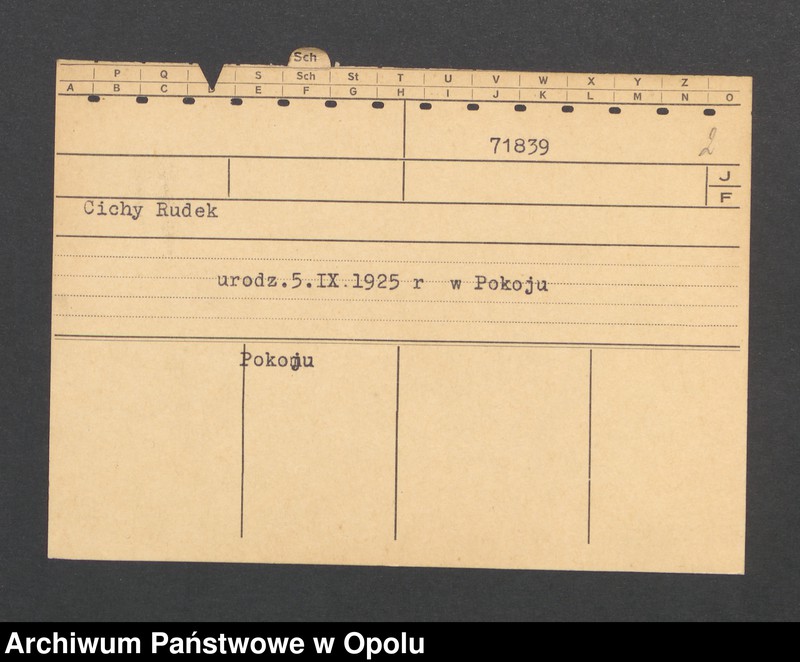 Sch
P Q S Sch St T U V W X Y Z
A B C D E F G H I J K L M N O
71839 2
J
F
Cichy Rudek
urodz.5.IX.1925 r w Pokoju
Pokoju
Archiwum Państwowe w Opolu